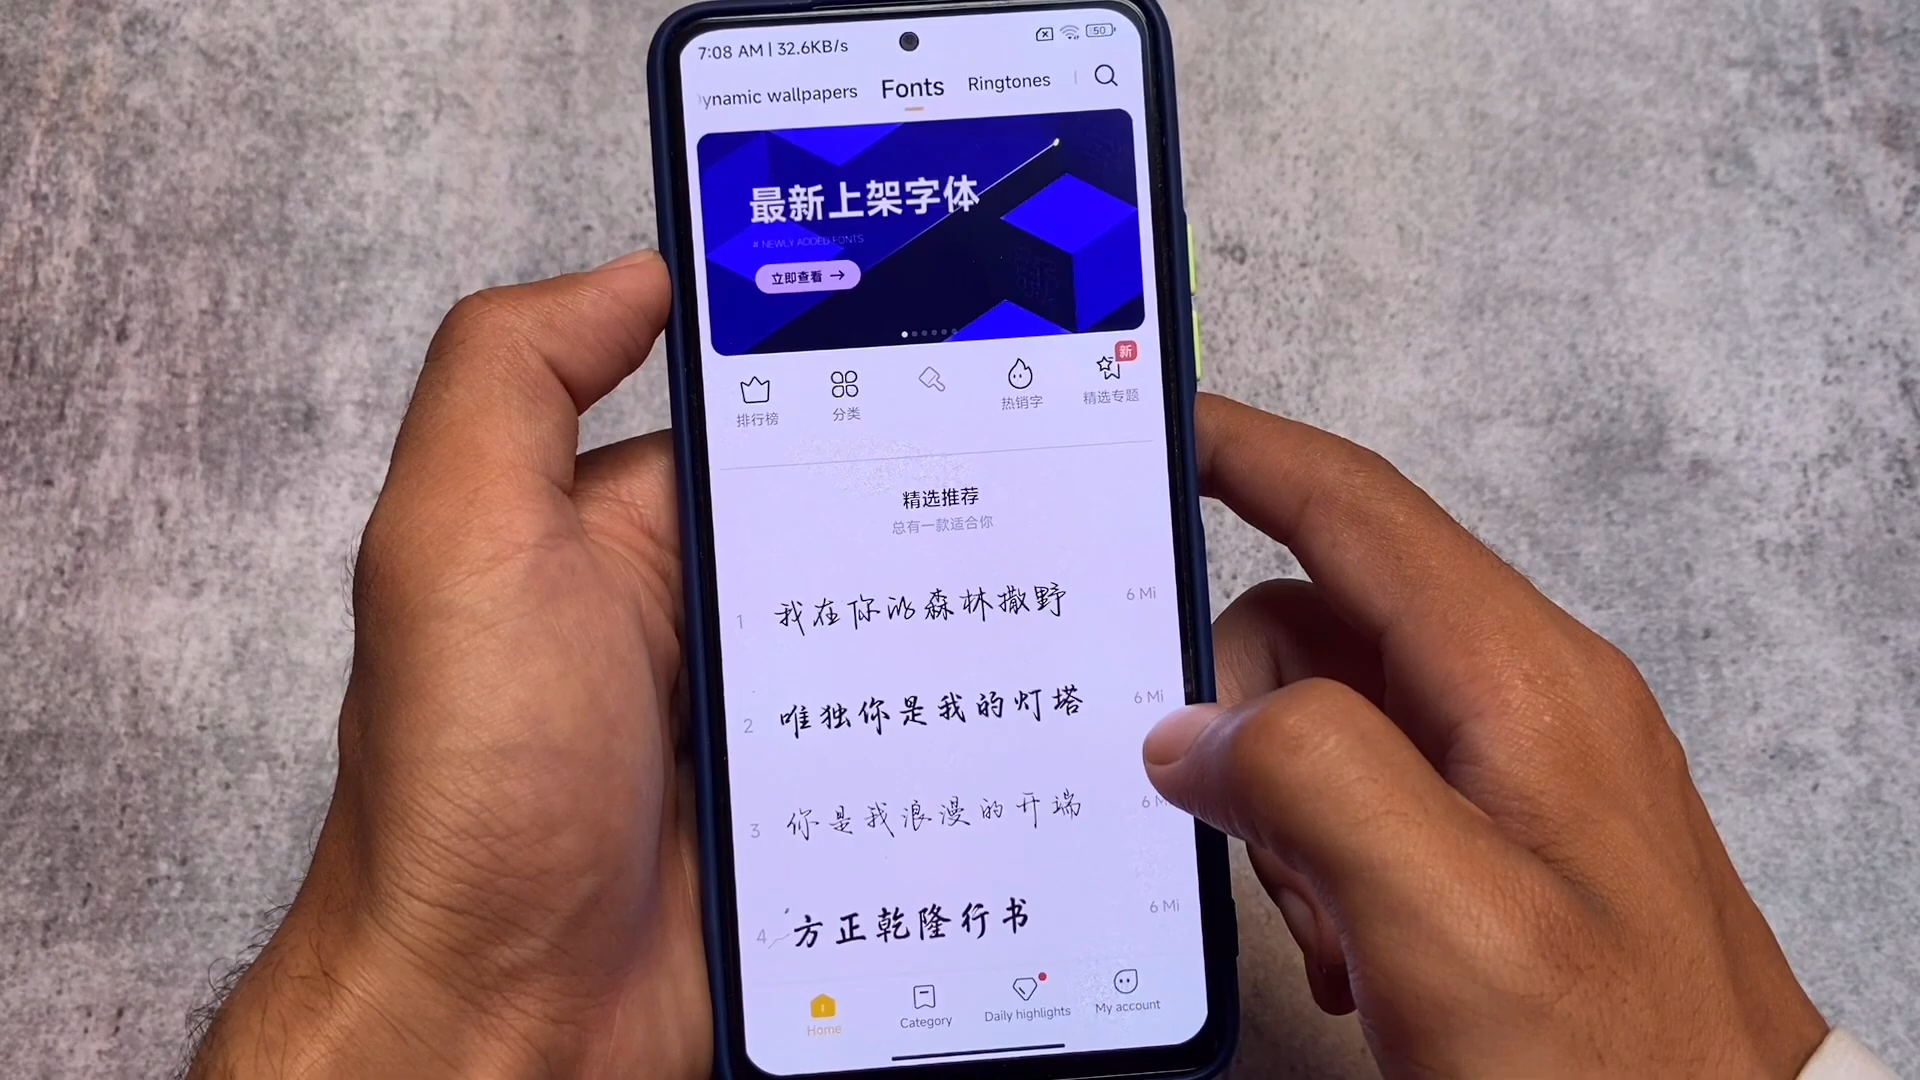 7:08 AM | 32.6KB/s
50
ynamic wallpapers Fonts Ringtones
最新上架字体
# NEWLY ADDED FONTS
立即查看 →
新
排行榜 分类 热销字 精选专题
精选推荐
总有一款适合你
1 我在你的森林撒野 6 Mi
2 唯独你是我的灯塔 6 Mi
3 你是我浪漫的开端 6 M
4 方正乾隆行书 6 Mi
Home Category Daily highlights My account